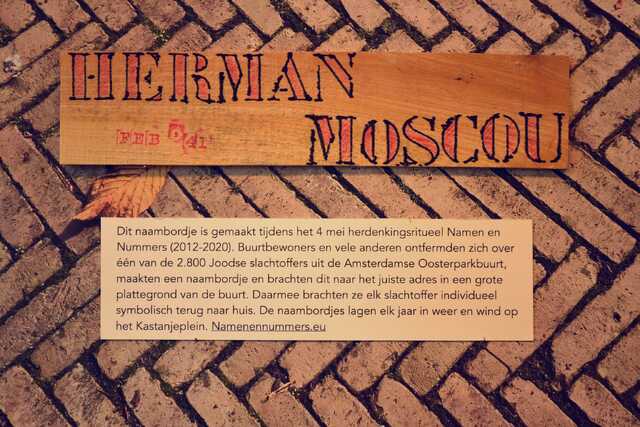 HERMAN
FEB 5/41
MOSCOU
Dit naambordje is gemaakt tijdens het 4 mei herdenkingsritueel Namen en
Nummers (2012-2020). Buurtbewoners en vele anderen ontfermden zich over
één van de 2.800 Joodse slachtoffers uit de Amsterdamse Oosterparkbuurt,
maakten een naambordje en brachten dit naar het juiste adres in een grote
plattegrond van de buurt. Daarmee brachten ze elk slachtoffer individueel
symbolisch terug naar huis. De naambordjes lagen elk jaar in weer en wind op
het Kastanjeplein. Namenennummers.eu